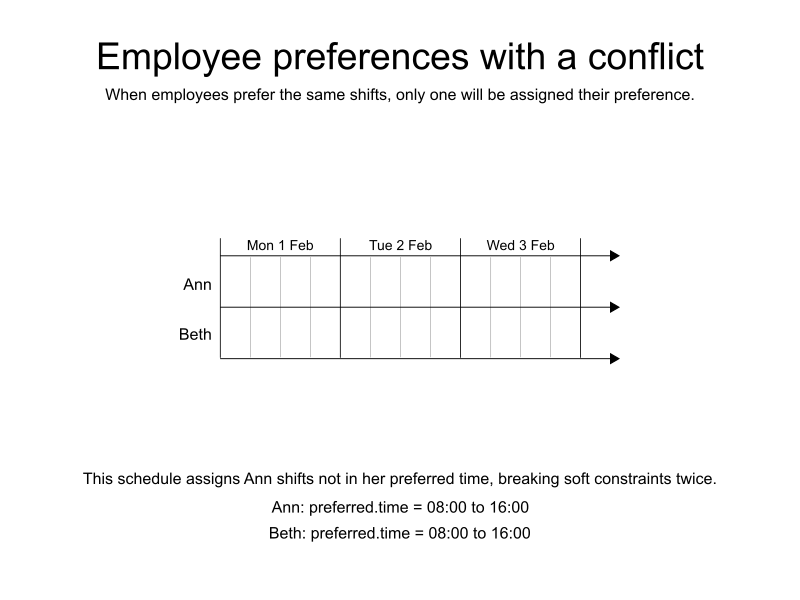 Employee preferences with a conflict
When employees prefer the same shifts, only one will be assigned their preference.
Mon 1 Feb Tue 2 Feb Wed 3 Feb
Ann
Beth
This schedule assigns Ann shifts not in her preferred time, breaking soft constraints twice.
Ann: preferred.time = 08:00 to 16:00
Beth: preferred.time = 08:00 to 16:00